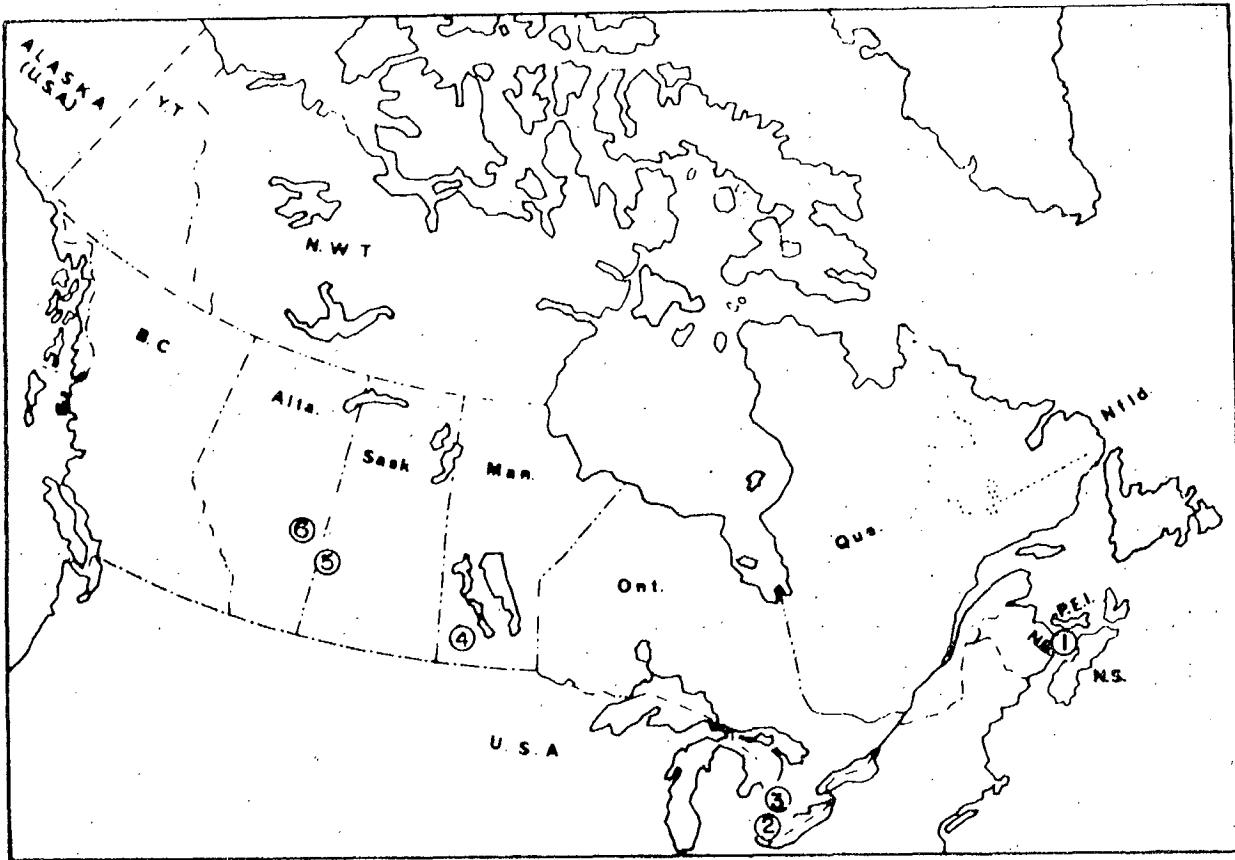 ALASKA
(U.S.A)
Y.T
N.W T
B.C
Alta.
Sask
Man.
Nfld.
Que.
Ont.
6
5
4
P.E.I.
N.B.
1
N.S.
U.S.A
3
2